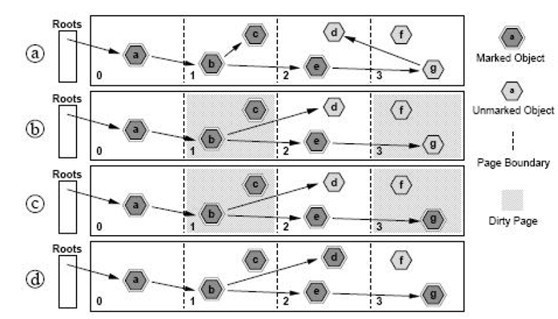 ⓐ
Roots
a
b
c
d
e
f
g
0
1
2
3
ⓑ
Roots
a
b
c
d
e
f
g
0
1
2
3
ⓒ
Roots
a
b
c
d
e
f
g
0
1
2
3
ⓓ
Roots
a
b
c
d
e
f
g
0
1
2
3
a
Marked Object
a
Unmarked Object
Page Boundary
Dirty Page